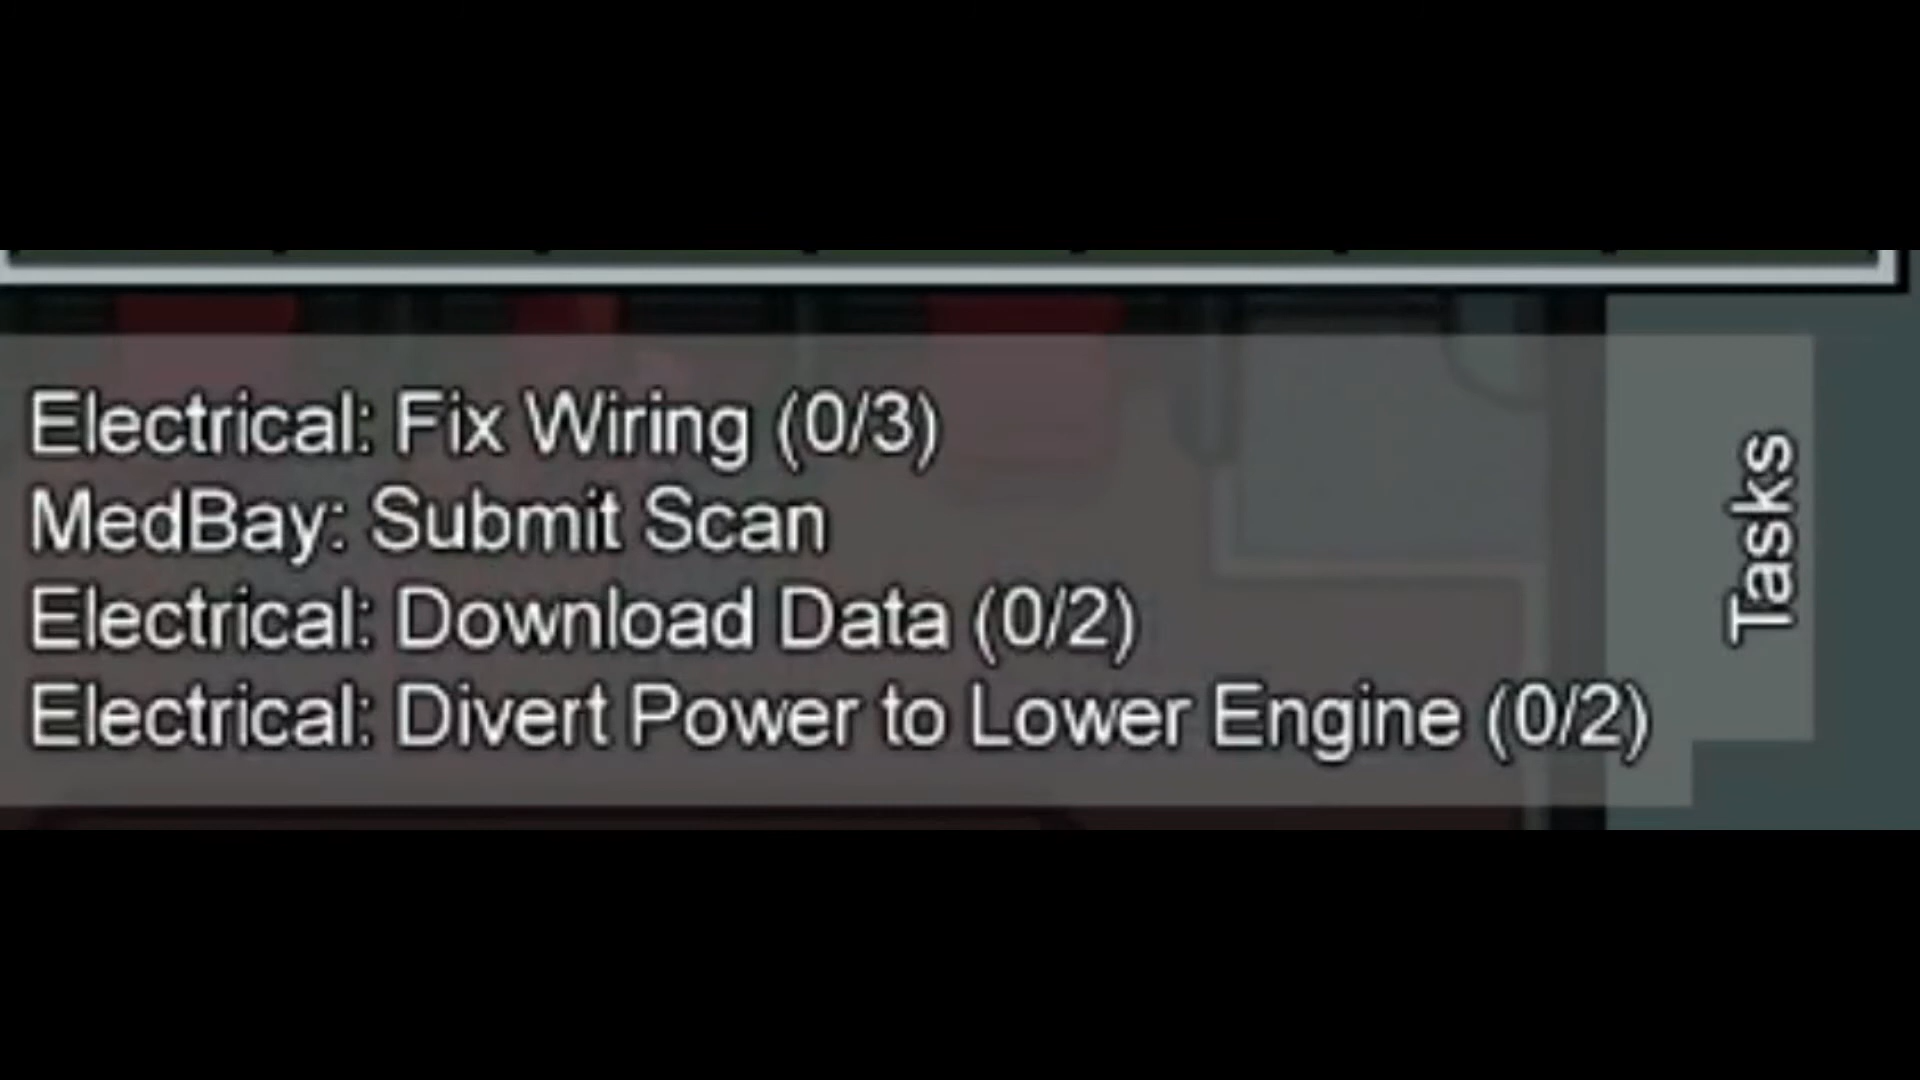 Electrical: Fix Wiring (0/3)
MedBay: Submit Scan
Electrical: Download Data (0/2)
Electrical: Divert Power to Lower Engine (0/2)
Tasks